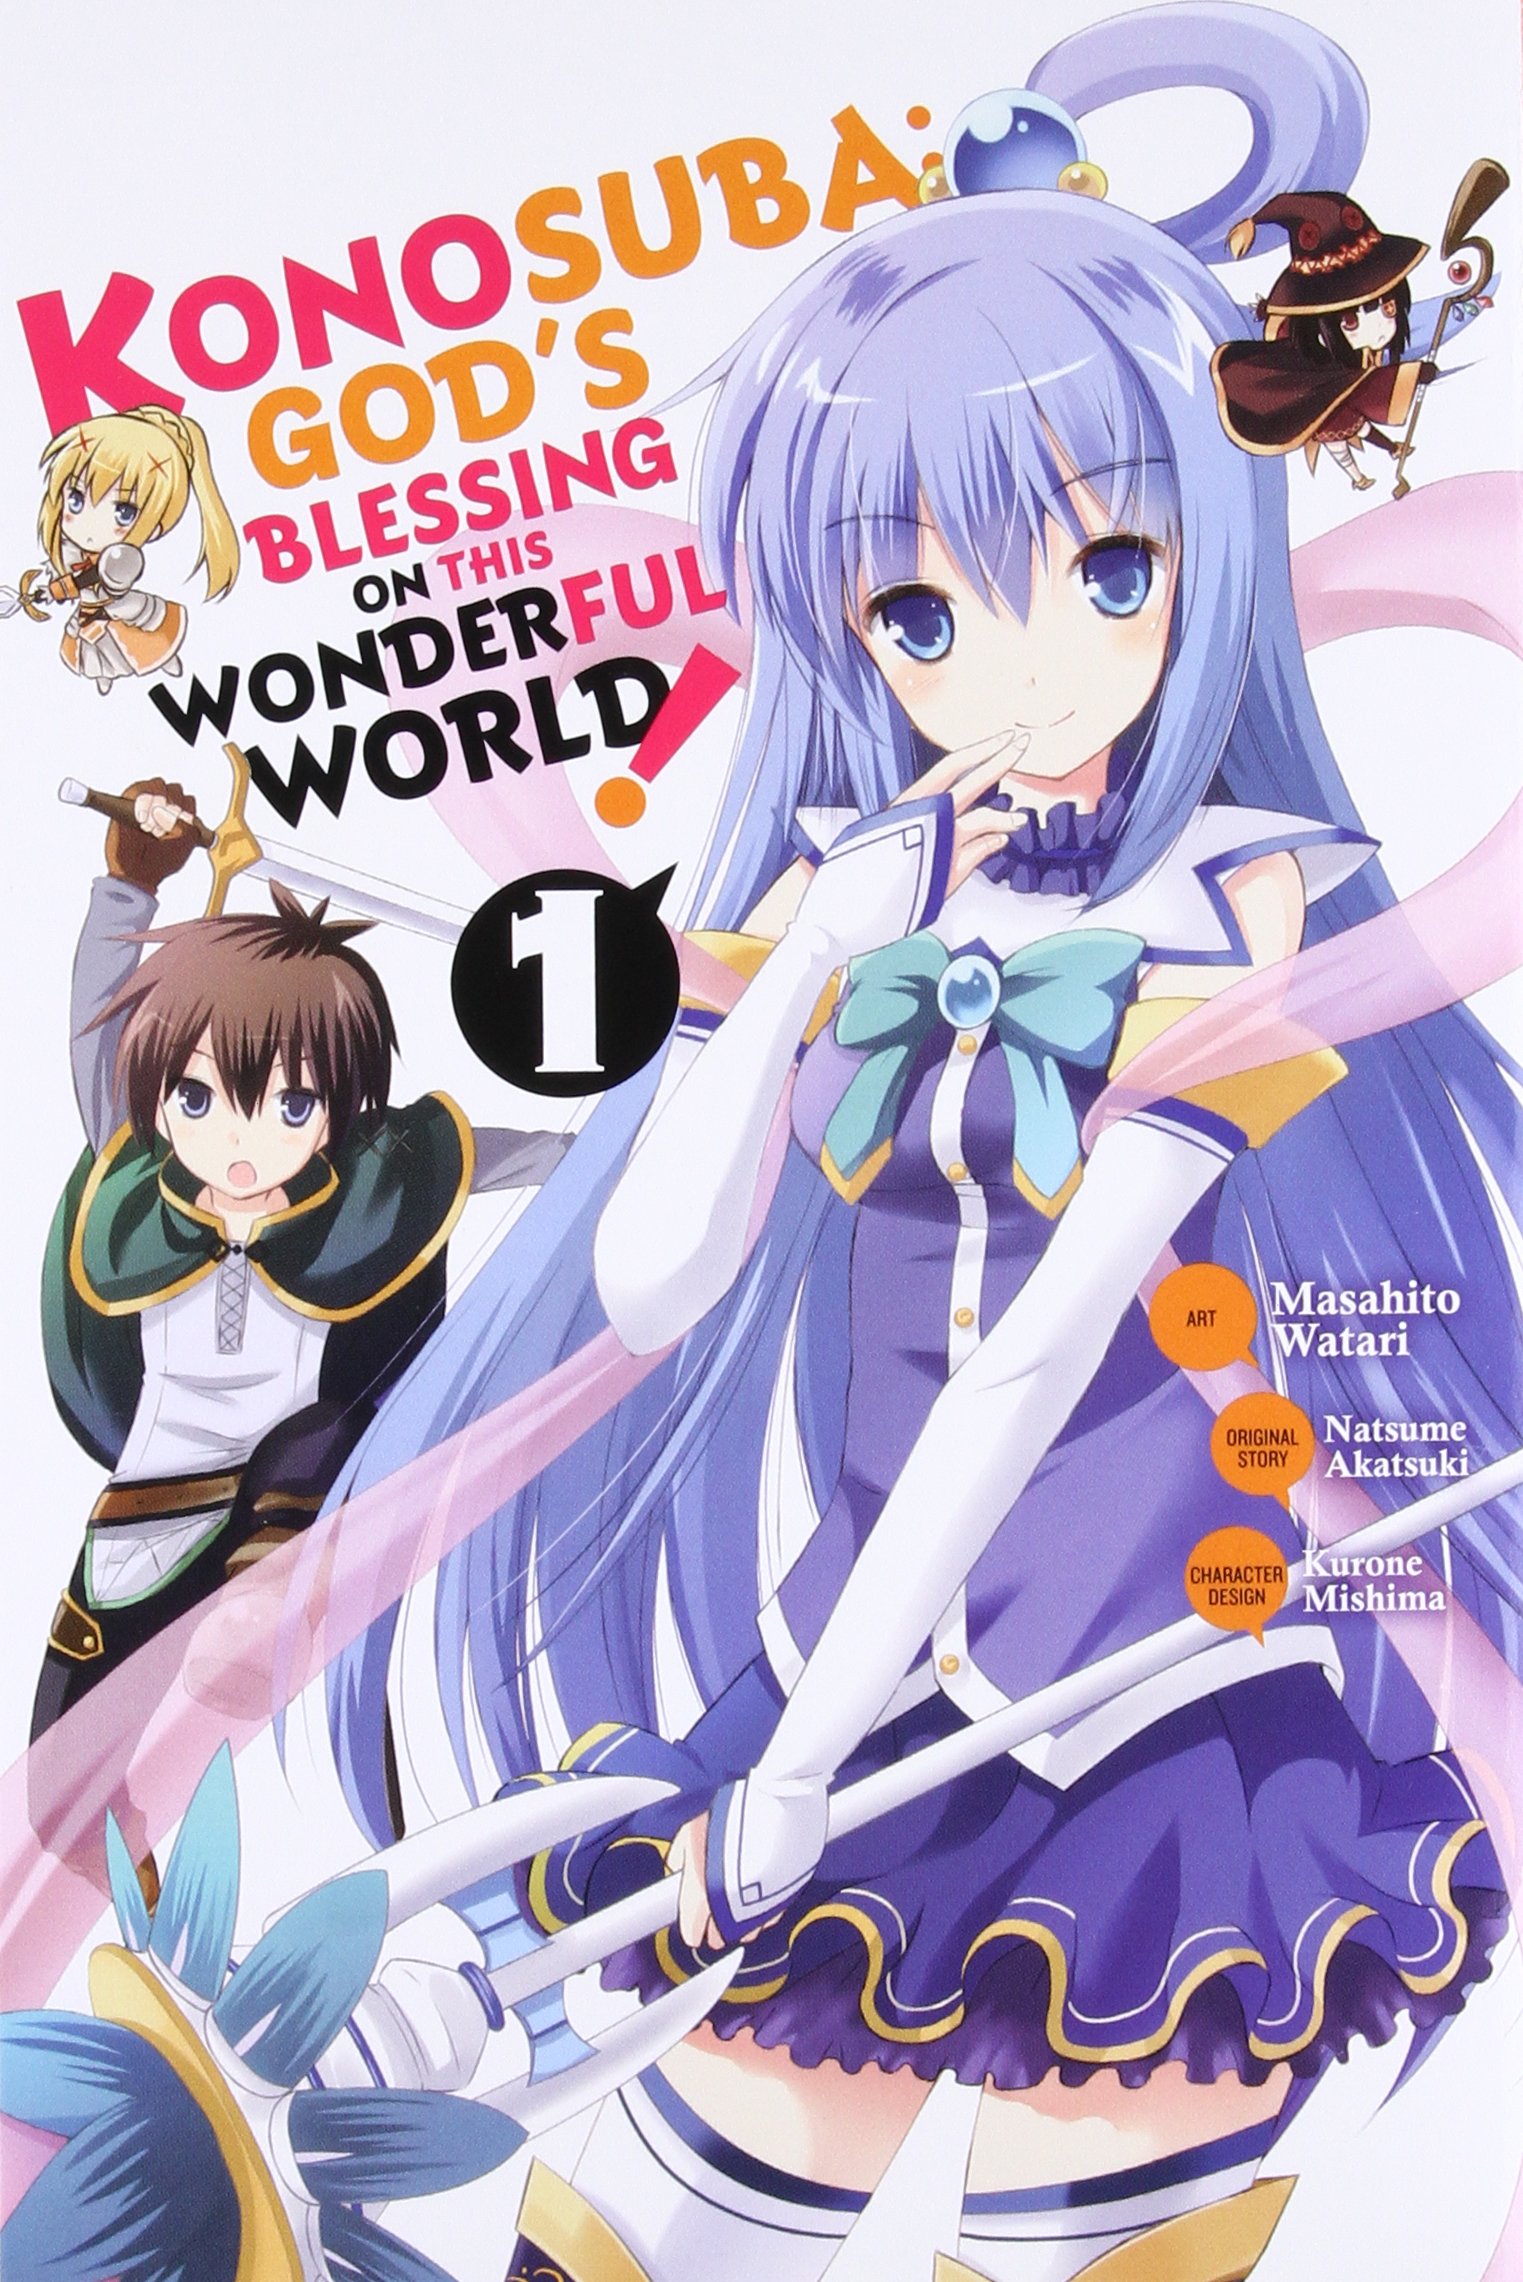 KONOSUBA:
GOD'S
BLESSING
ON THIS
WONDERFUL
WORLD!
1
ART
Masahito
Watari
ORIGINAL
STORY
Natsume
Akatsuki
CHARACTER
DESIGN
Kurone
Mishima